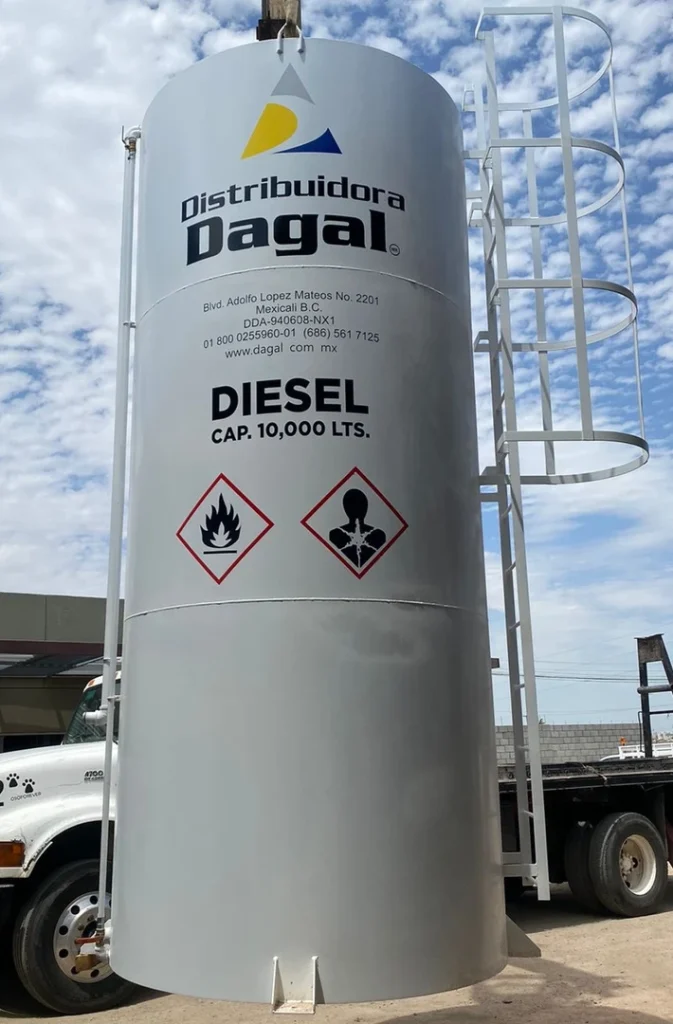 Distribuidora
Dagal
Blvd. Adolfo Lopez Mateos No. 2201
Mexicali B.C.
DDA-940608-NX1
01 800 0255960-01 (686) 561 7125
www.dagal com mx
DIESEL
CAP. 10,000 LTS.
4700